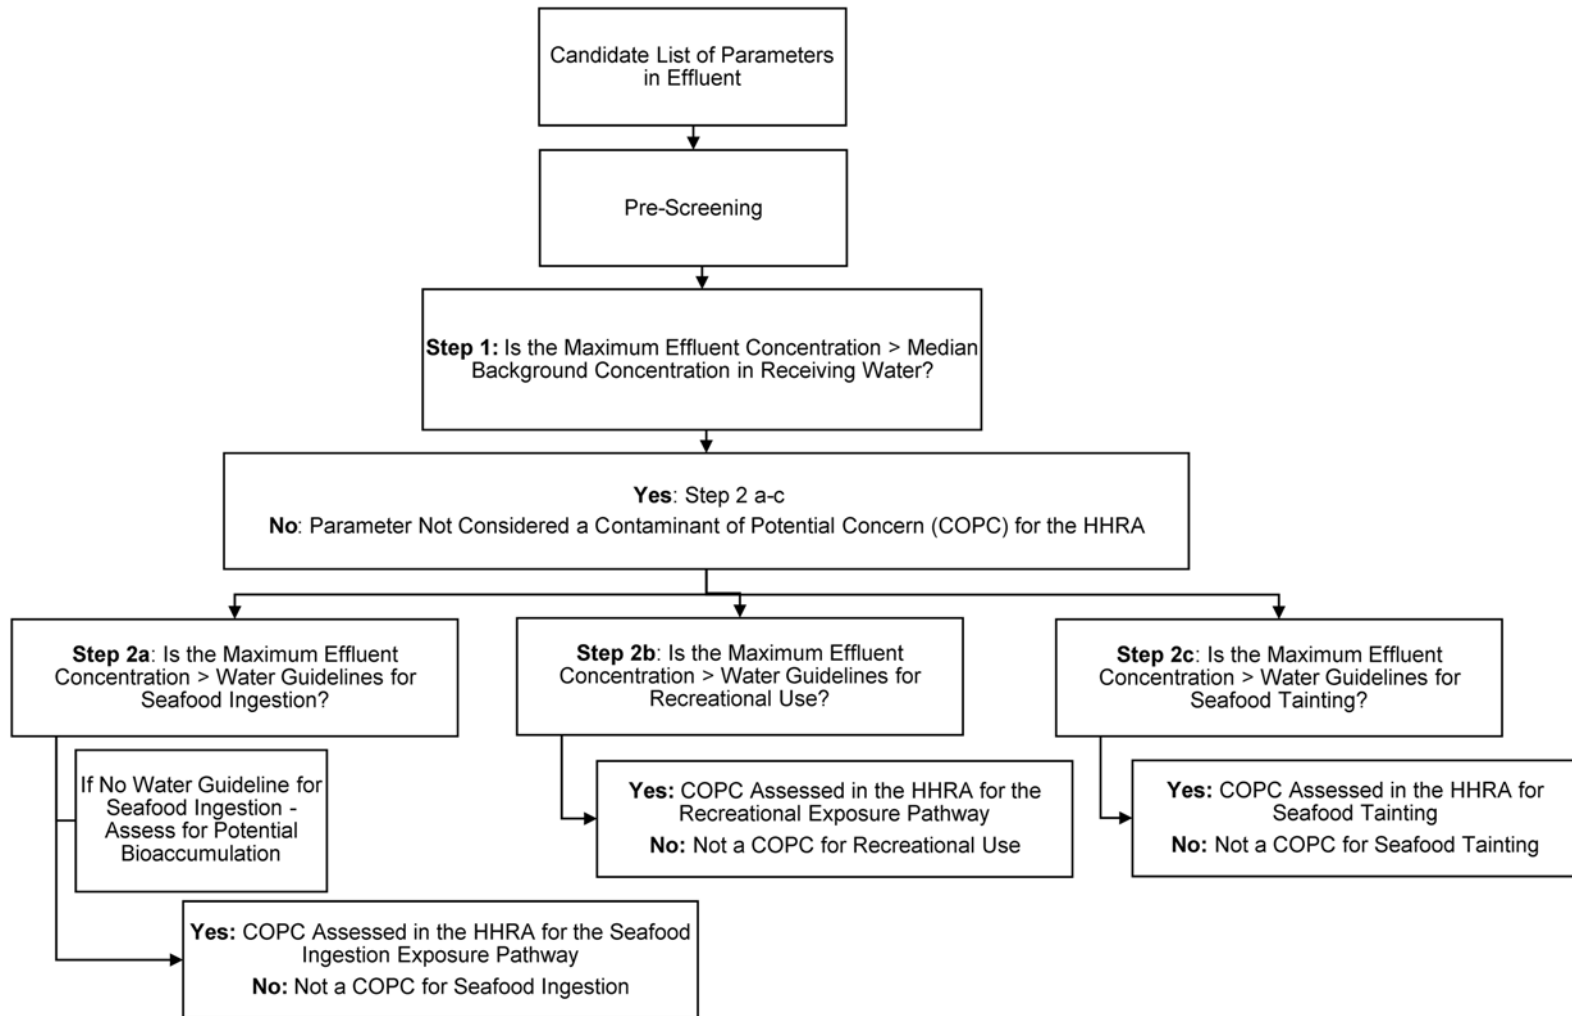 Candidate List of Parameters
in Effluent
Pre-Screening
Step 1: Is the Maximum Effluent Concentration > Median
Background Concentration in Receiving Water?
Yes: Step 2 a-c
No: Parameter Not Considered a Contaminant of Potential Concern (COPC) for the HHRA
Step 2a: Is the Maximum Effluent
Concentration > Water Guidelines for
Seafood Ingestion?
Step 2b: Is the Maximum Effluent
Concentration > Water Guidelines for
Recreational Use?
Step 2c: Is the Maximum Effluent
Concentration > Water Guidelines for
Seafood Tainting?
If No Water Guideline for
Seafood Ingestion -
Assess for Potential
Bioaccumulation
Yes: COPC Assessed in the HHRA for the
Recreational Exposure Pathway
No: Not a COPC for Recreational Use
Yes: COPC Assessed in the HHRA for
Seafood Tainting
No: Not a COPC for Seafood Tainting
Yes: COPC Assessed in the HHRA for the Seafood
Ingestion Exposure Pathway
No: Not a COPC for Seafood Ingestion